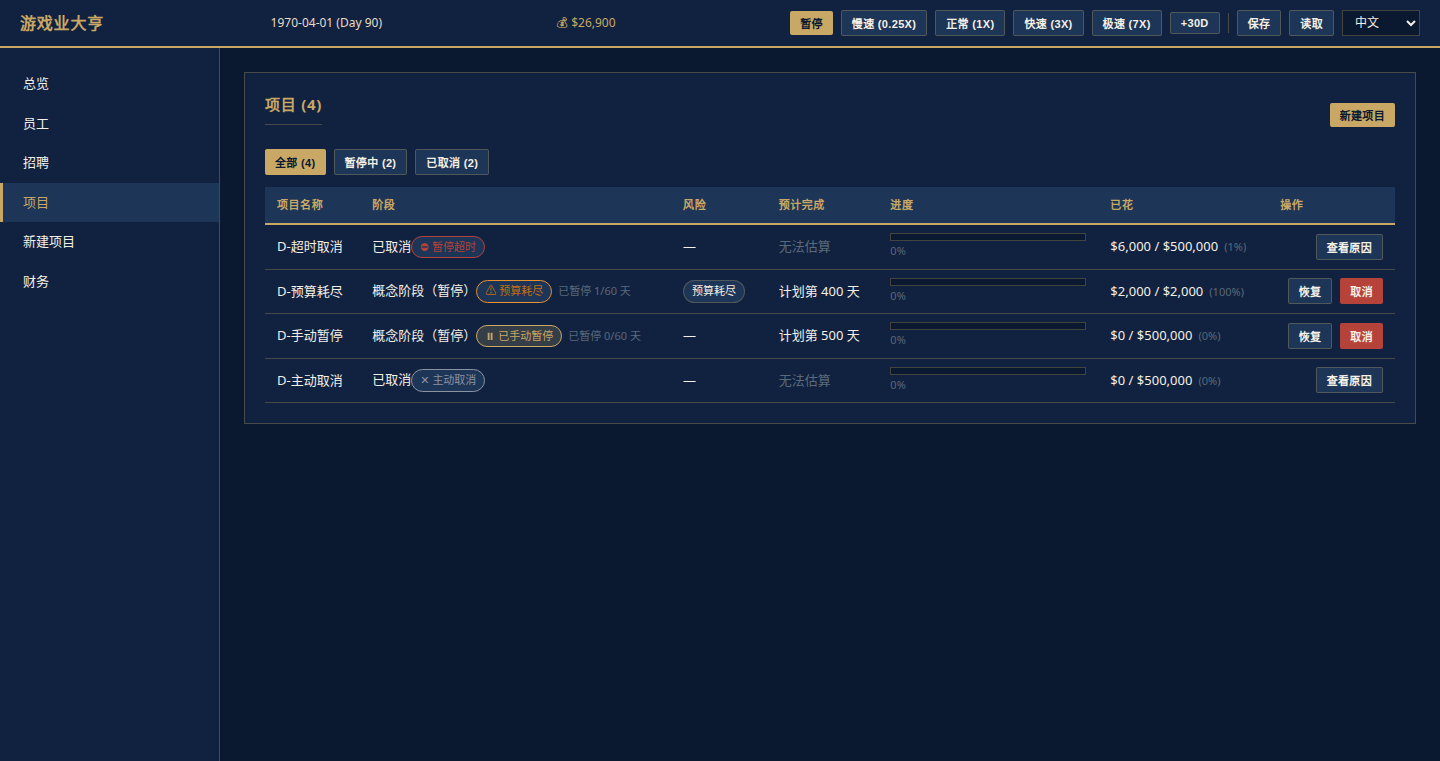 游戏业大亨 1970-04-01 (Day 90) 💰 $26,900 暂停 慢速 (0.25X) 正常 (1X) 快速 (3X) 极速 (7X) +30D 保存 读取 中文
总览
员工
招聘
项目
新建项目
财务
项目 (4)
新建项目
全部 (4) 暂停中 (2) 已取消 (2)
项目名称 阶段 风险 预计完成 进度 已花 操作
D-超时取消 已取消 ⛔ 暂停超时 — 无法估算 0% $6,000 / $500,000 (1%) 查看原因
D-预算耗尽 概念阶段（暂停） ⚠ 预算耗尽 已暂停 1/60 天 预算耗尽 计划第 400 天 0% $2,000 / $2,000 (100%) 恢复 取消
D-手动暂停 概念阶段（暂停） ⏸ 已手动暂停 已暂停 0/60 天 — 计划第 500 天 0% $0 / $500,000 (0%) 恢复 取消
D-主动取消 已取消 ✕ 主动取消 — 无法估算 0% $0 / $500,000 (0%) 查看原因